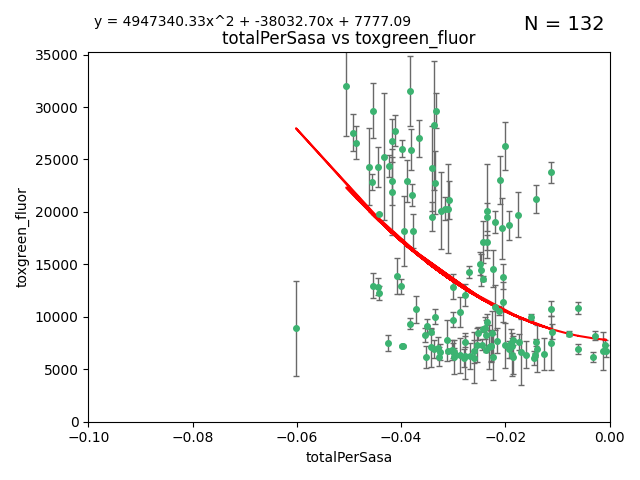 y = 4947340.33x^2 + -38032.70x + 7777.09
N = 132
totalPerSasa vs toxgreen_fluor
35000
30000
25000
20000
15000
10000
5000
0
toxgreen_fluor
−0.10
−0.08
−0.06
−0.04
−0.02
0.00
totalPerSasa